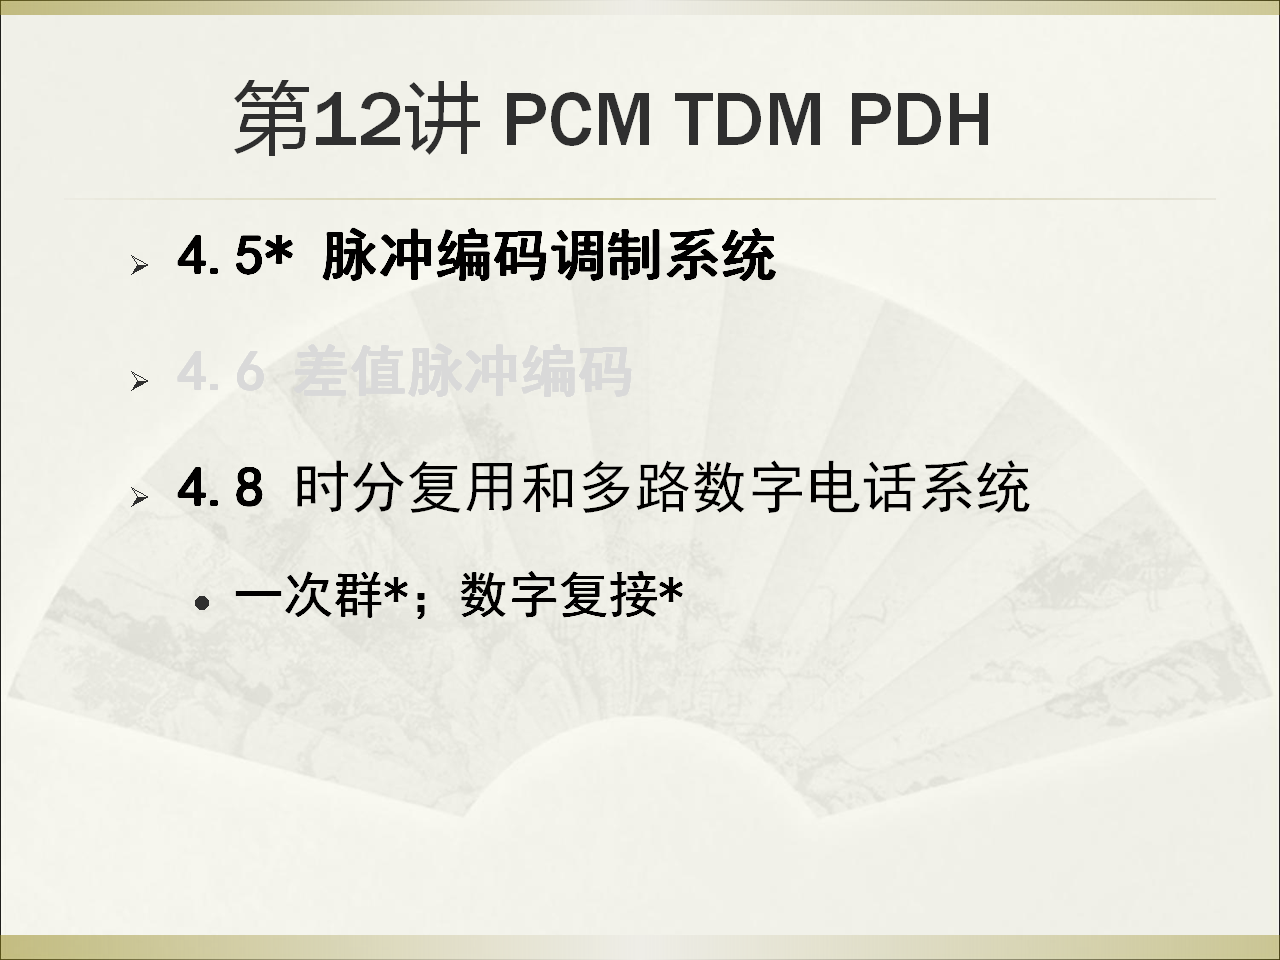 第12讲 PCM TDM PDH
4.5* 脉冲编码调制系统
4.6 差值脉冲编码
4.8 时分复用和多路数字电话系统
一次群*；数字复接*